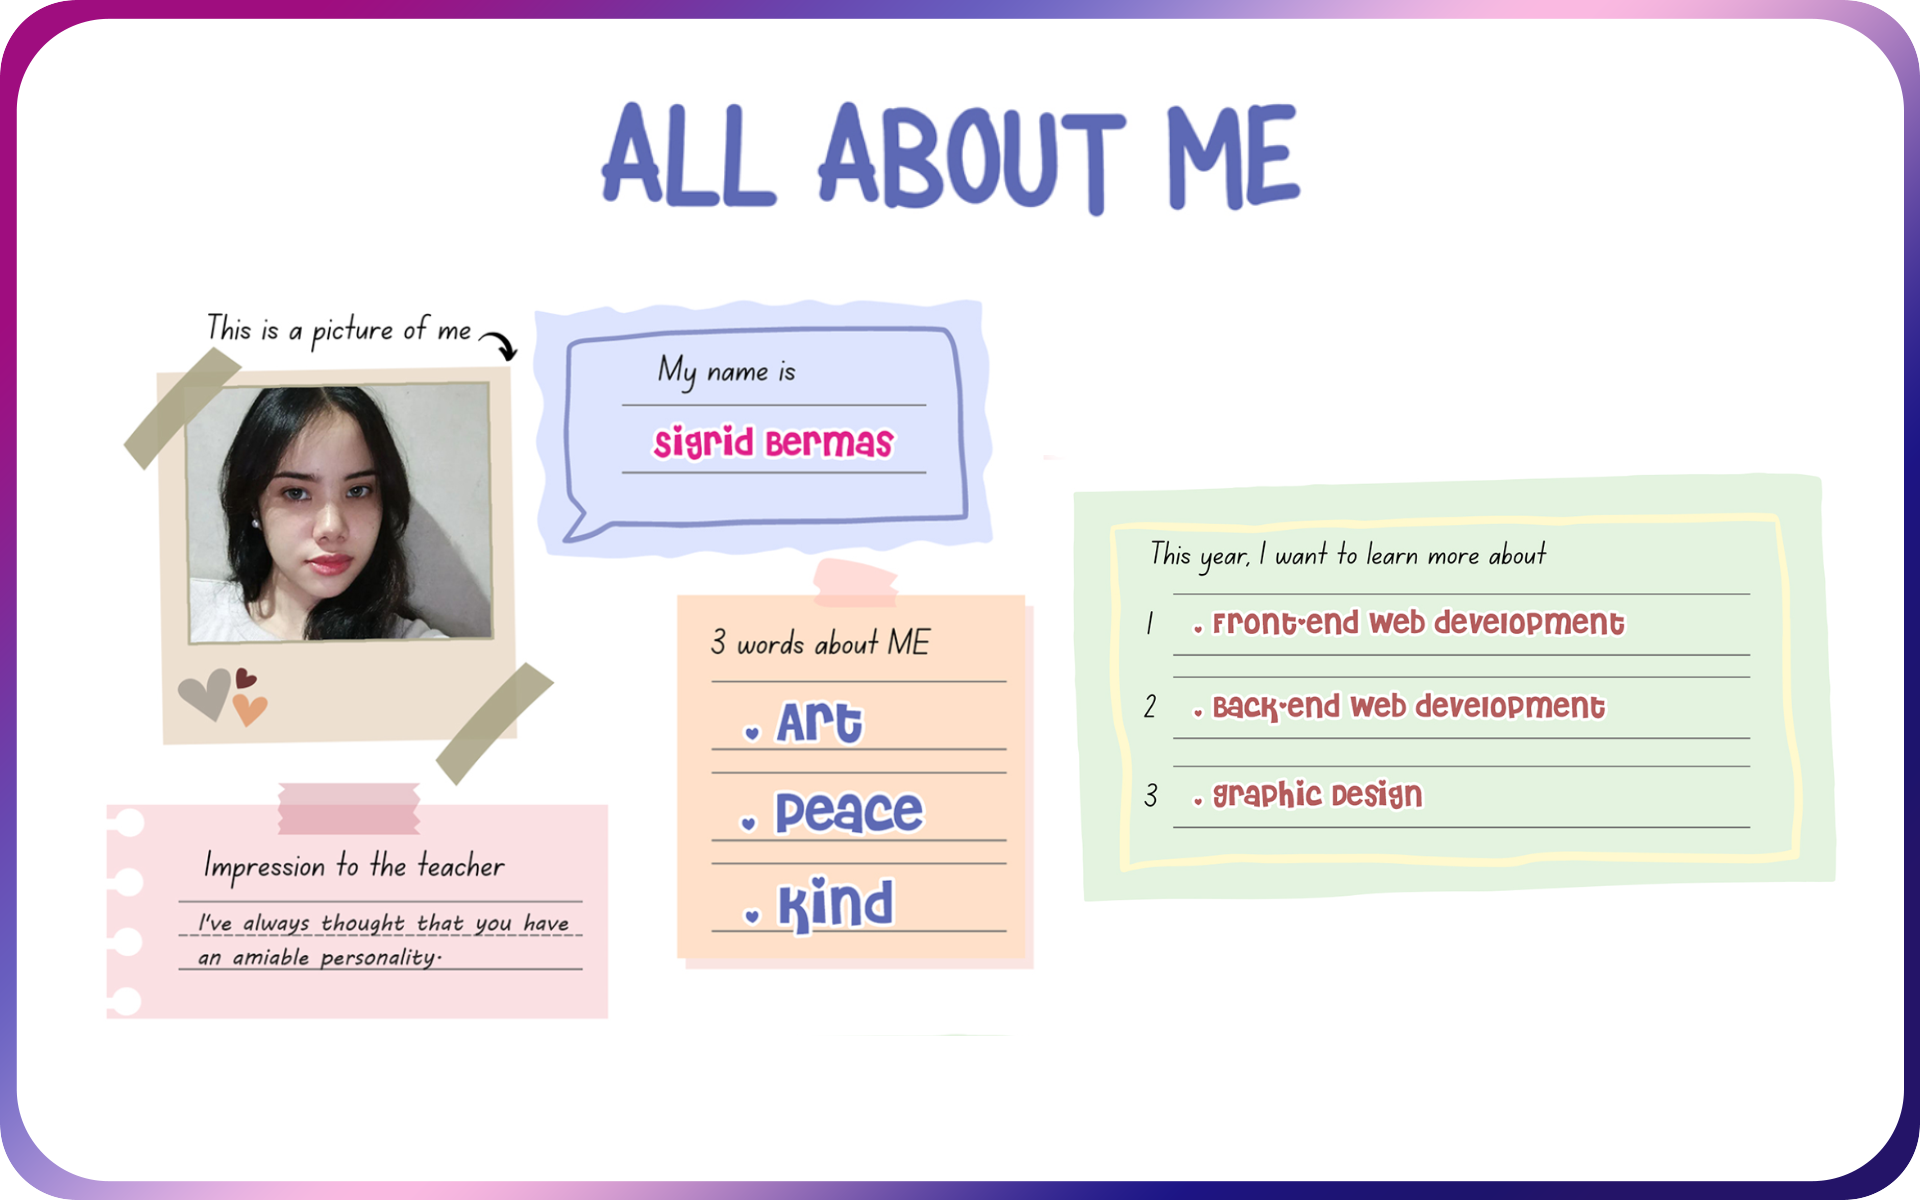 ALL ABOUT ME
This is a picture of me
My name is
Sigrid Bermas
3 words about ME
Art
Peace
Kind
Impression to the teacher
I've always thought that you have
an amiable personality.
This year, I want to learn more about
1 Front-end web development
2 Back-end web development
3 Graphic Design